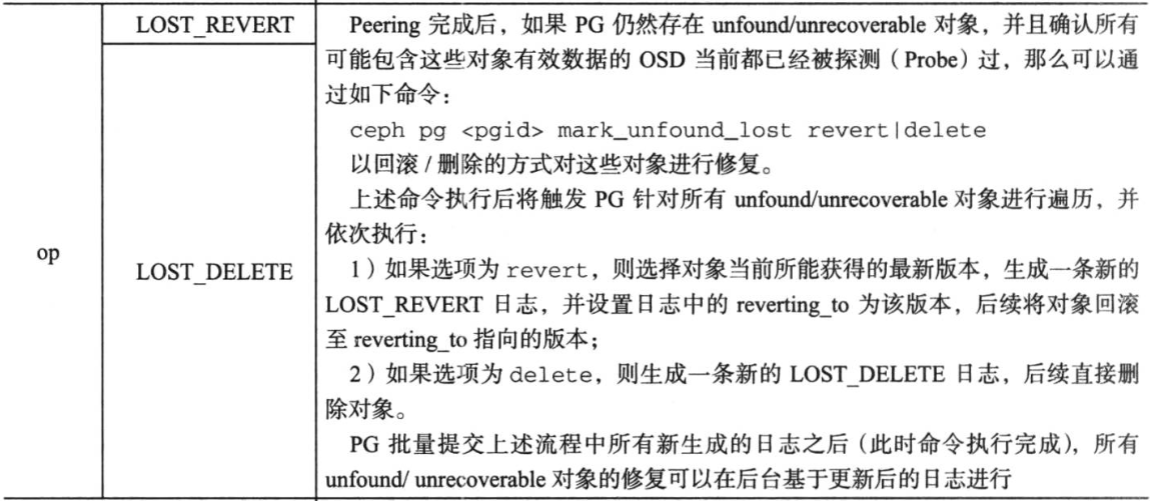 op
LOST_REVERT
LOST_DELETE
Peering 完成后，如果 PG 仍然存在 unfound/unrecoverable 对象，并且确认所有
可能包含这些对象有效数据的 OSD 当前都已经被探测（Probe）过，那么可以通
过如下命令：
ceph pg <pgid> mark_unfound_lost revert|delete
以回滚 / 删除的方式对这些对象进行修复。
上述命令执行后将触发 PG 针对所有 unfound/unrecoverable 对象进行遍历，并
依次执行：
1）如果选项为 revert，则选择对象当前所能获得的最新版本，生成一条新的
LOST_REVERT 日志，并设置日志中的 reverting_to 为该版本，后续将对象回滚
至 reverting_to 指向的版本；
2）如果选项为 delete，则生成一条新的 LOST_DELETE 日志，后续直接删
除对象。
PG 批量提交上述流程中所有新生成的日志之后（此时命令执行完成），所有
unfound/ unrecoverable 对象的修复可以在后台基于更新后的日志进行